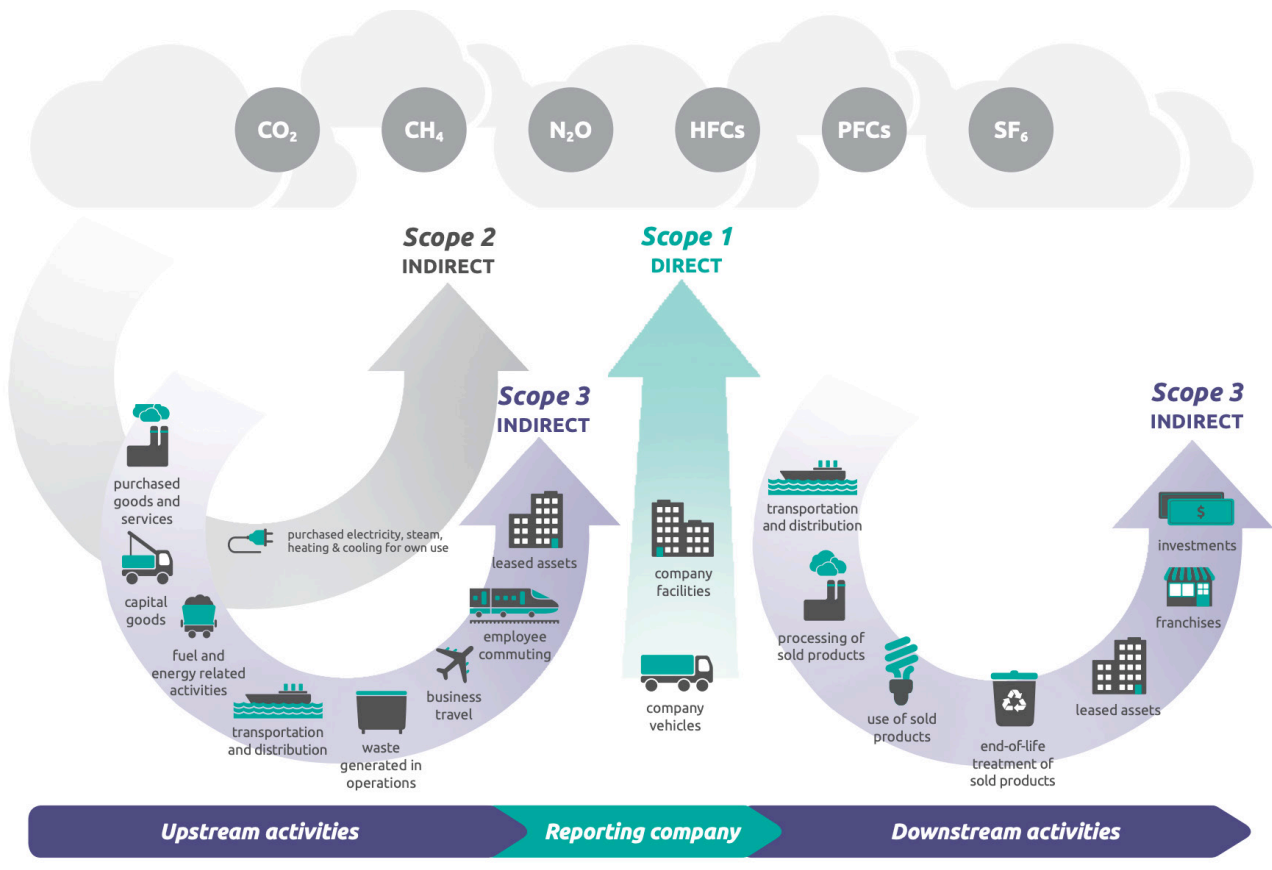 CO₂
CH₄
N₂O
HFCs
PFCs
SF₆
Scope 2
INDIRECT
Scope 1
DIRECT
Scope 3
INDIRECT
Scope 3
INDIRECT
purchased
goods and
services
capital
goods
fuel and
energy related
activities
transportation
and distribution
waste
generated in
operations
business
travel
employee
commuting
leased assets
purchased electricity, steam,
heating & cooling for own use
company
facilities
company
vehicles
transportation
and distribution
processing of
sold products
use of sold
products
end-of-life
treatment of
sold products
leased assets
franchises
$
investments
Upstream activities
Reporting company
Downstream activities